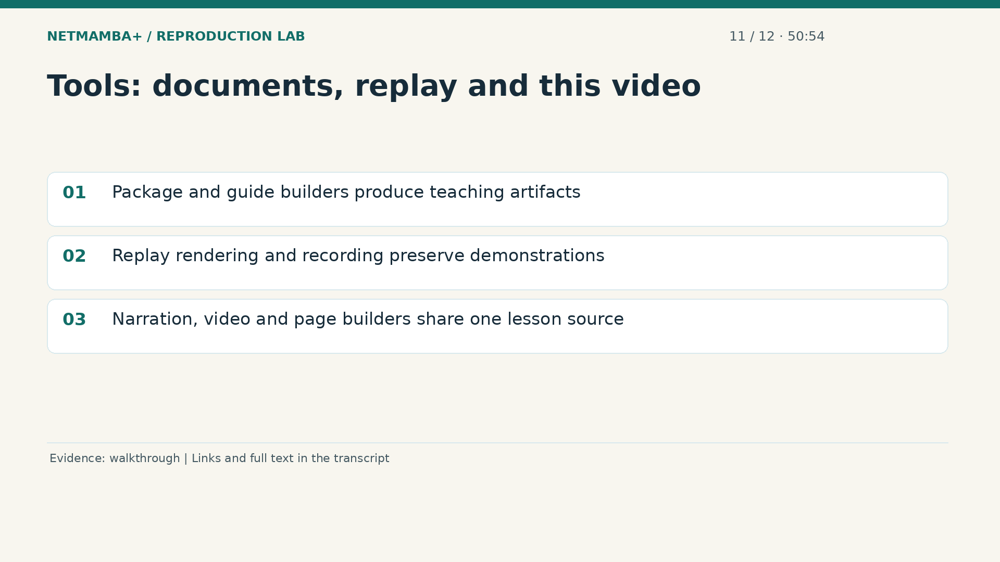 NETMAMBA+ / REPRODUCTION LAB
11 / 12 · 50:54
Tools: documents, replay and this video
01 Package and guide builders produce teaching artifacts
02 Replay rendering and recording preserve demonstrations
03 Narration, video and page builders share one lesson source
Evidence: walkthrough | Links and full text in the transcript